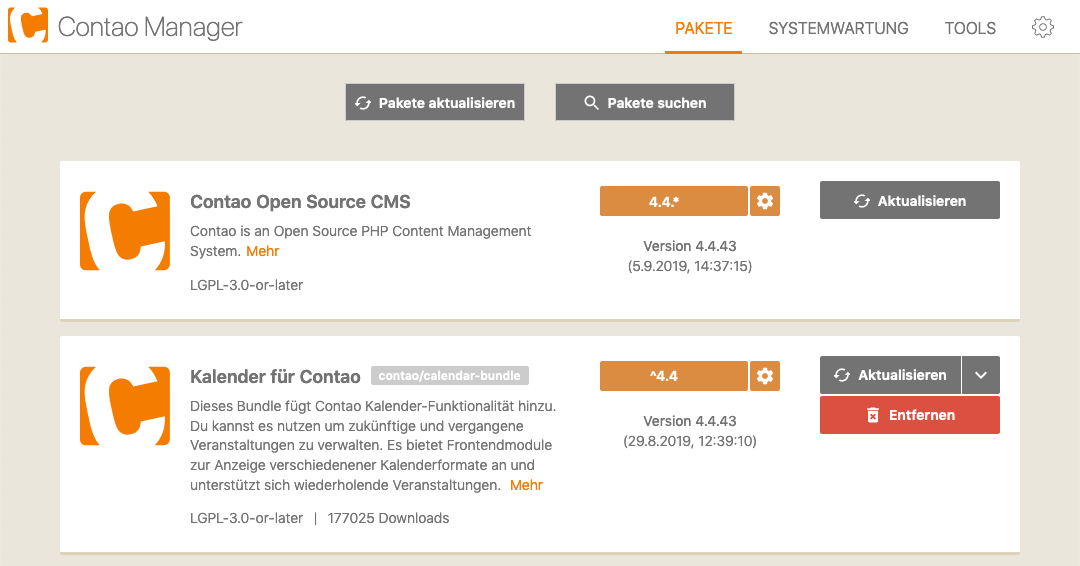 Contao Manager
PAKETE
SYSTEMWARTUNG
TOOLS
Pakete aktualisieren
Pakete suchen
Contao Open Source CMS
Contao is an Open Source PHP Content Management
System. Mehr
LGPL-3.0-or-later
4.4.*
Version 4.4.43
(5.9.2019, 14:37:15)
Aktualisieren
Kalender für Contao contao/calendar-bundle
Dieses Bundle fügt Contao Kalender-Funktionalität hinzu.
Du kannst es nutzen um zukünftige und vergangene
Veranstaltungen zu verwalten. Es bietet Frontendmodule
zur Anzeige verschiedenener Kalenderformate an und
unterstützt sich wiederholende Veranstaltungen. Mehr
LGPL-3.0-or-later | 177025 Downloads
^4.4
Version 4.4.43
(29.8.2019, 12:39:10)
Aktualisieren
Entfernen